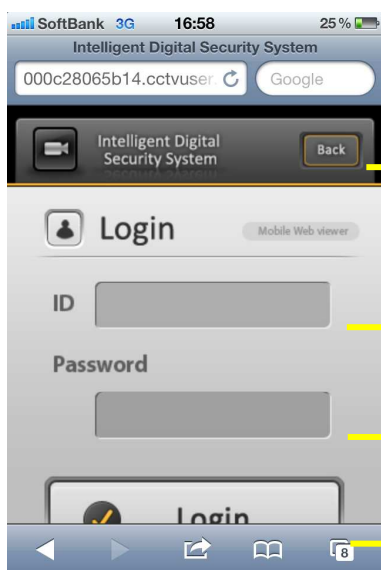 SoftBank 3G 16:58 25%
Intelligent Digital Security System
000c28065b14.cctvuser
Google
Intelligent Digital
Security System
Back
Login
Mobile Web viewer
ID
Password
Login
8